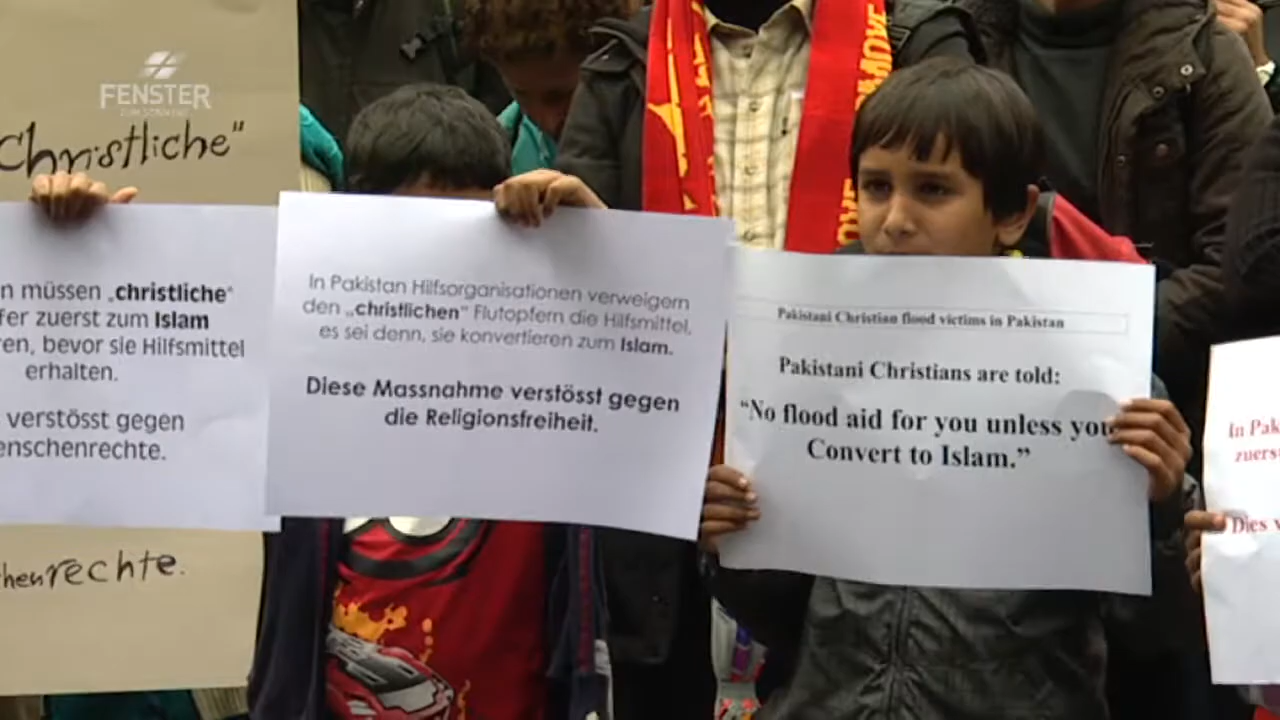 FENSTER
ZUM SONNTAG
Christliche"
n müssen „christliche"
fer zuerst zum Islam
ren, bevor sie Hilfsmittel
erhalten.
verstösst gegen
enschenrechte.
henrechte.
In Pakistan Hilfsorganisationen verweigern
den „christlichen" Flutopfern die Hilfsmittel,
es sei denn, sie konvertieren zum Islam.
Diese Massnahme verstösst gegen
die Religionsfreiheit.
Pakistani Christian flood victims in Pakistan
Pakistani Christians are told:
“No flood aid for you unless you
Convert to Islam.”
In Pak
zuers
Dies v